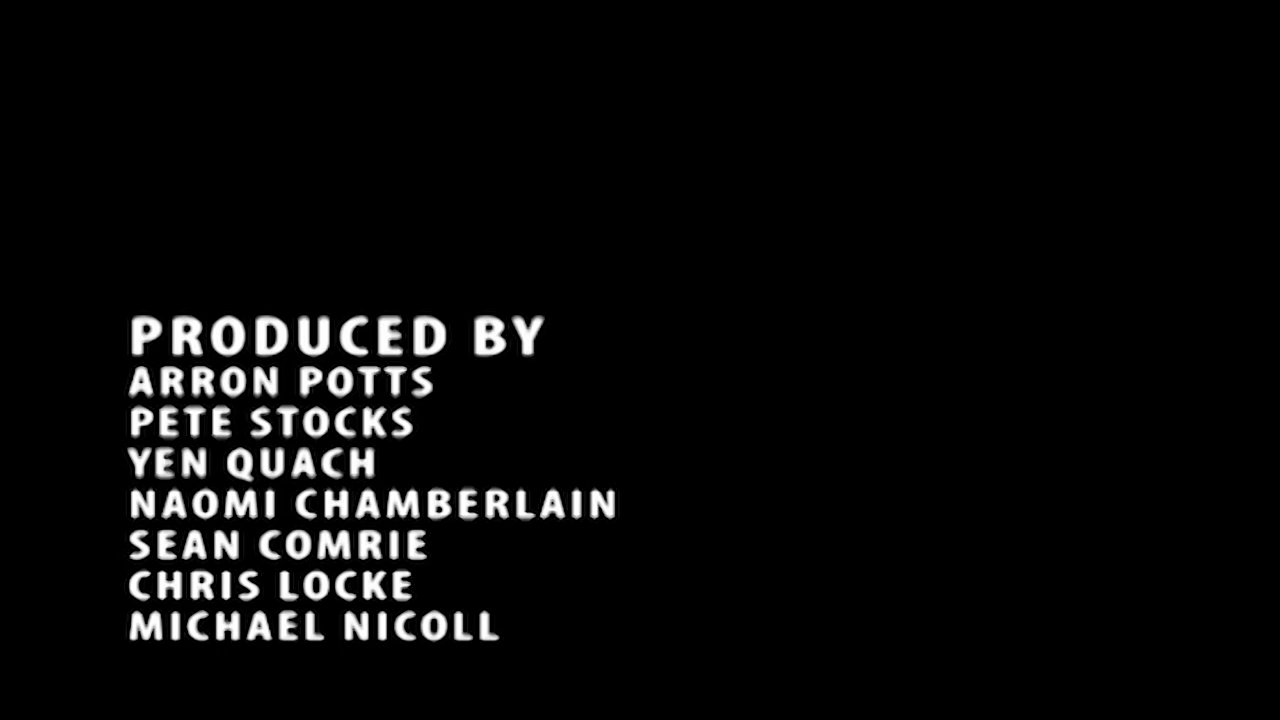 PRODUCED BY
ARRON POTTS
PETE STOCKS
YEN QUACH
NAOMI CHAMBERLAIN
SEAN COMRIE
CHRIS LOCKE
MICHAEL NICOLL